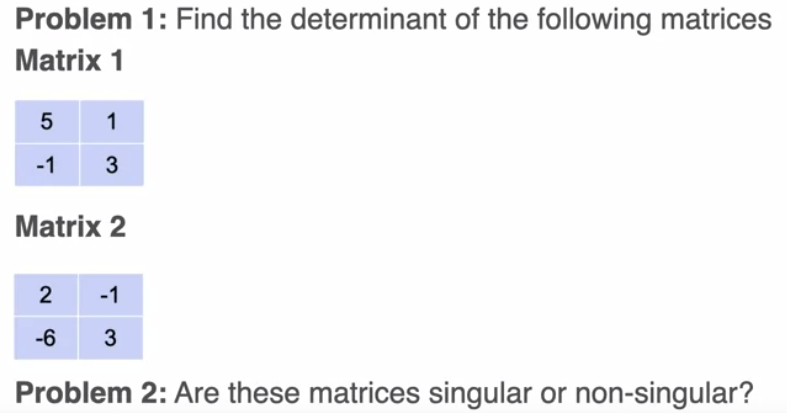 Problem 1: Find the determinant of the following matrices
Matrix 1
5 1
-1 3
Matrix 2
2 -1
-6 3
Problem 2: Are these matrices singular or non-singular?